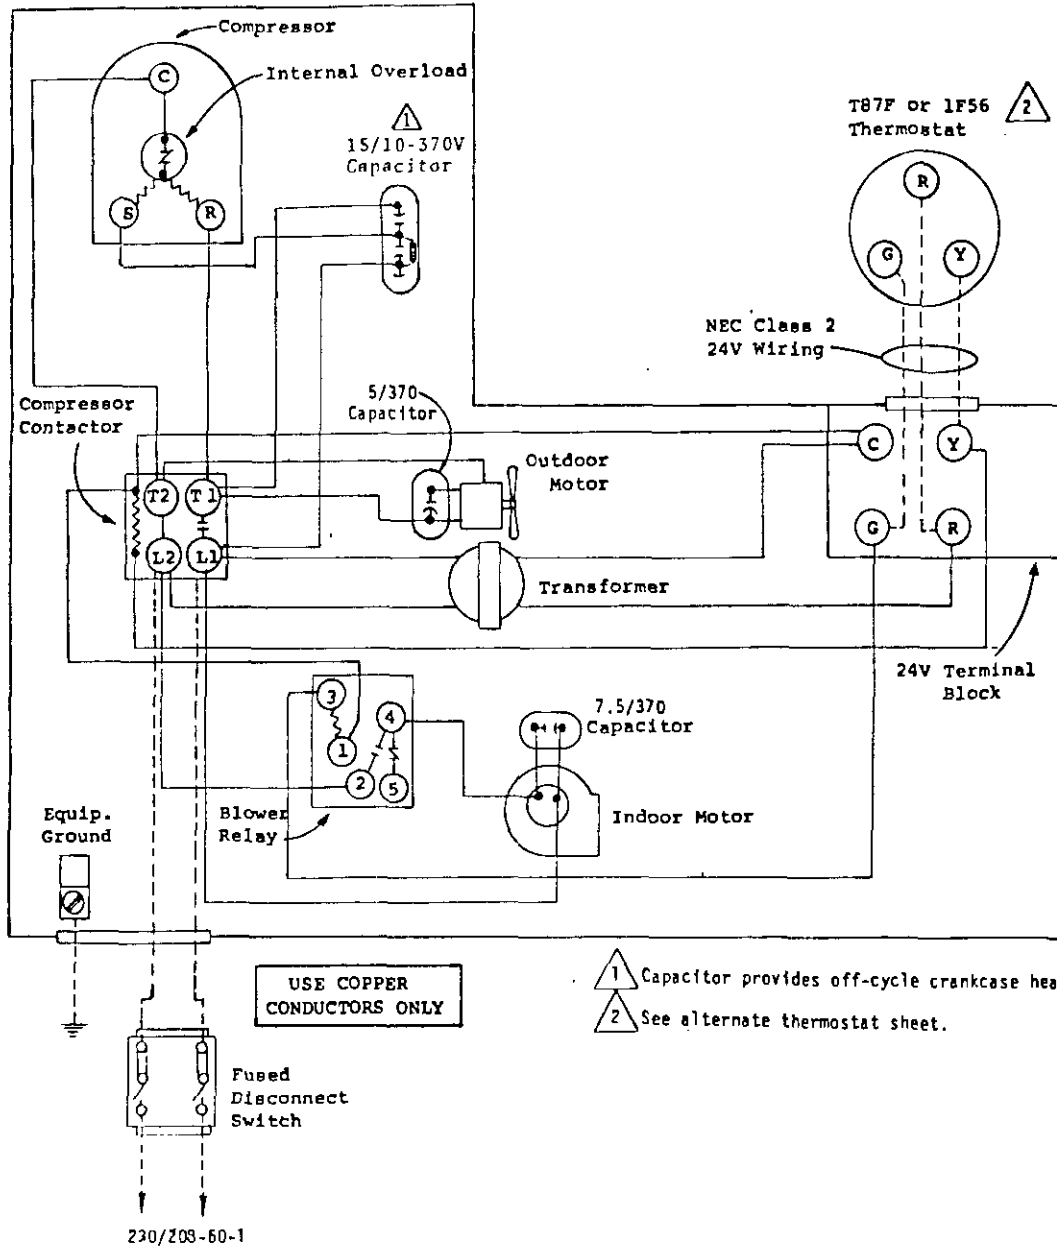 Compressor
Internal Overload
C
S
R
1
15/10-370V
Capacitor
T87F or 1F56
Thermostat
2
R
G
Y
NEC Class 2
24V Wiring
5/370
Capacitor
Compressor
Contactor
Outdoor
Motor
C
Y
T2
T1
G
R
L2
L1
Transformer
24V Terminal
Block
3
4
1
2
5
7.5/370
Capacitor
Blower
Relay
Indoor Motor
Equip.
Ground
USE COPPER
CONDUCTORS ONLY
1 Capacitor provides off-cycle crankcase hea
2 See alternate thermostat sheet.
Fused
Disconnect
Switch
230/208-60-1